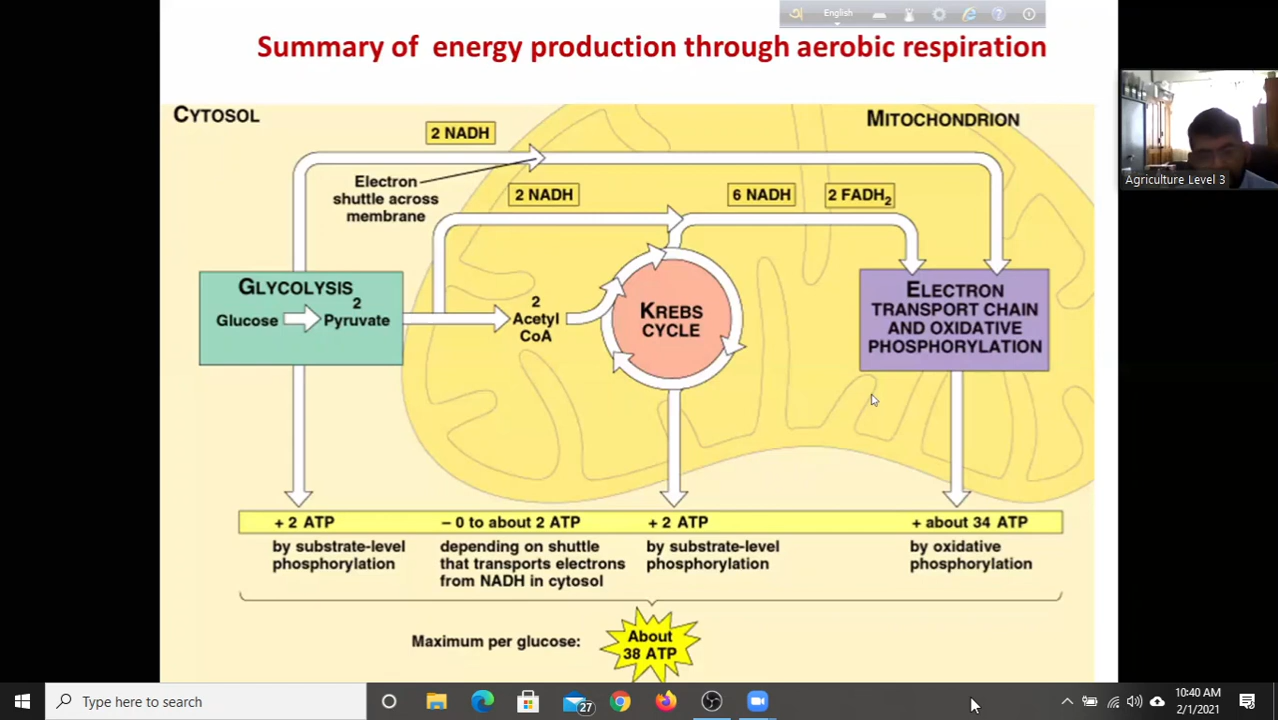 English
Summary of energy production through aerobic respiration
CYTOSOL
MITOCHONDRION
2 NADH
Electron
shuttle across
membrane
2 NADH
6 NADH
2 FADH2
GLYCOLYSIS
2
Glucose
Pyruvate
2
Acetyl
CoA
KREBS
CYCLE
ELECTRON
TRANSPORT CHAIN
AND OXIDATIVE
PHOSPHORYLATION
+ 2 ATP
by substrate-level
phosphorylation
– 0 to about 2 ATP
depending on shuttle
that transports electrons
from NADH in cytosol
+ 2 ATP
by substrate-level
phosphorylation
+ about 34 ATP
by oxidative
phosphorylation
Maximum per glucose:
About
38 ATP
Agriculture Level 3
Type here to search
27
10:40 AM
2/1/2021